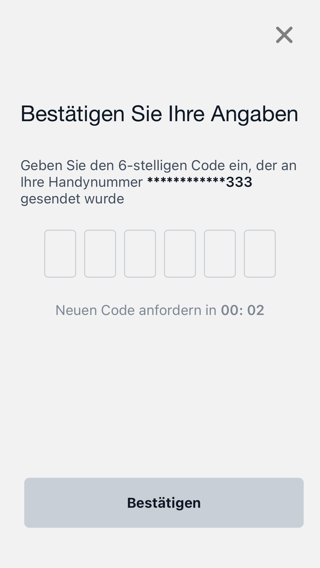 Bestätigen Sie Ihre Angaben
Geben Sie den 6-stelligen Code ein, der an
Ihre Handynummer ************333
gesendet wurde
Neuen Code anfordern in 00: 02
Bestätigen